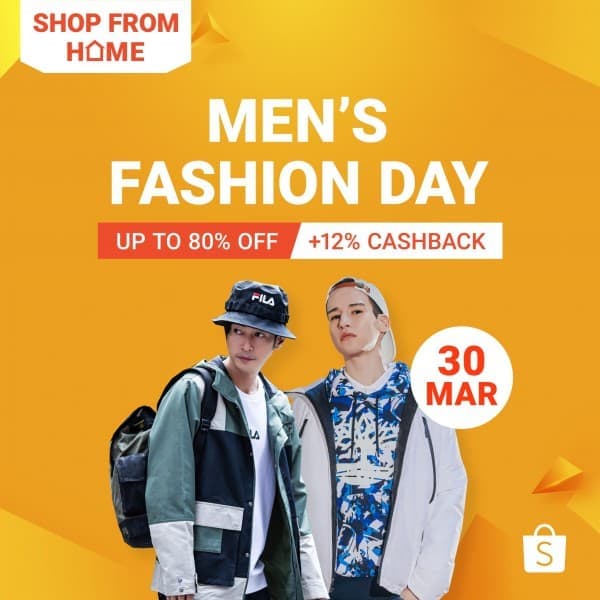 SHOP FROM
HOME
MEN'S
FASHION DAY
UP TO 80% OFF
+12% CASHBACK
FILA
FILA
30
MAR
S